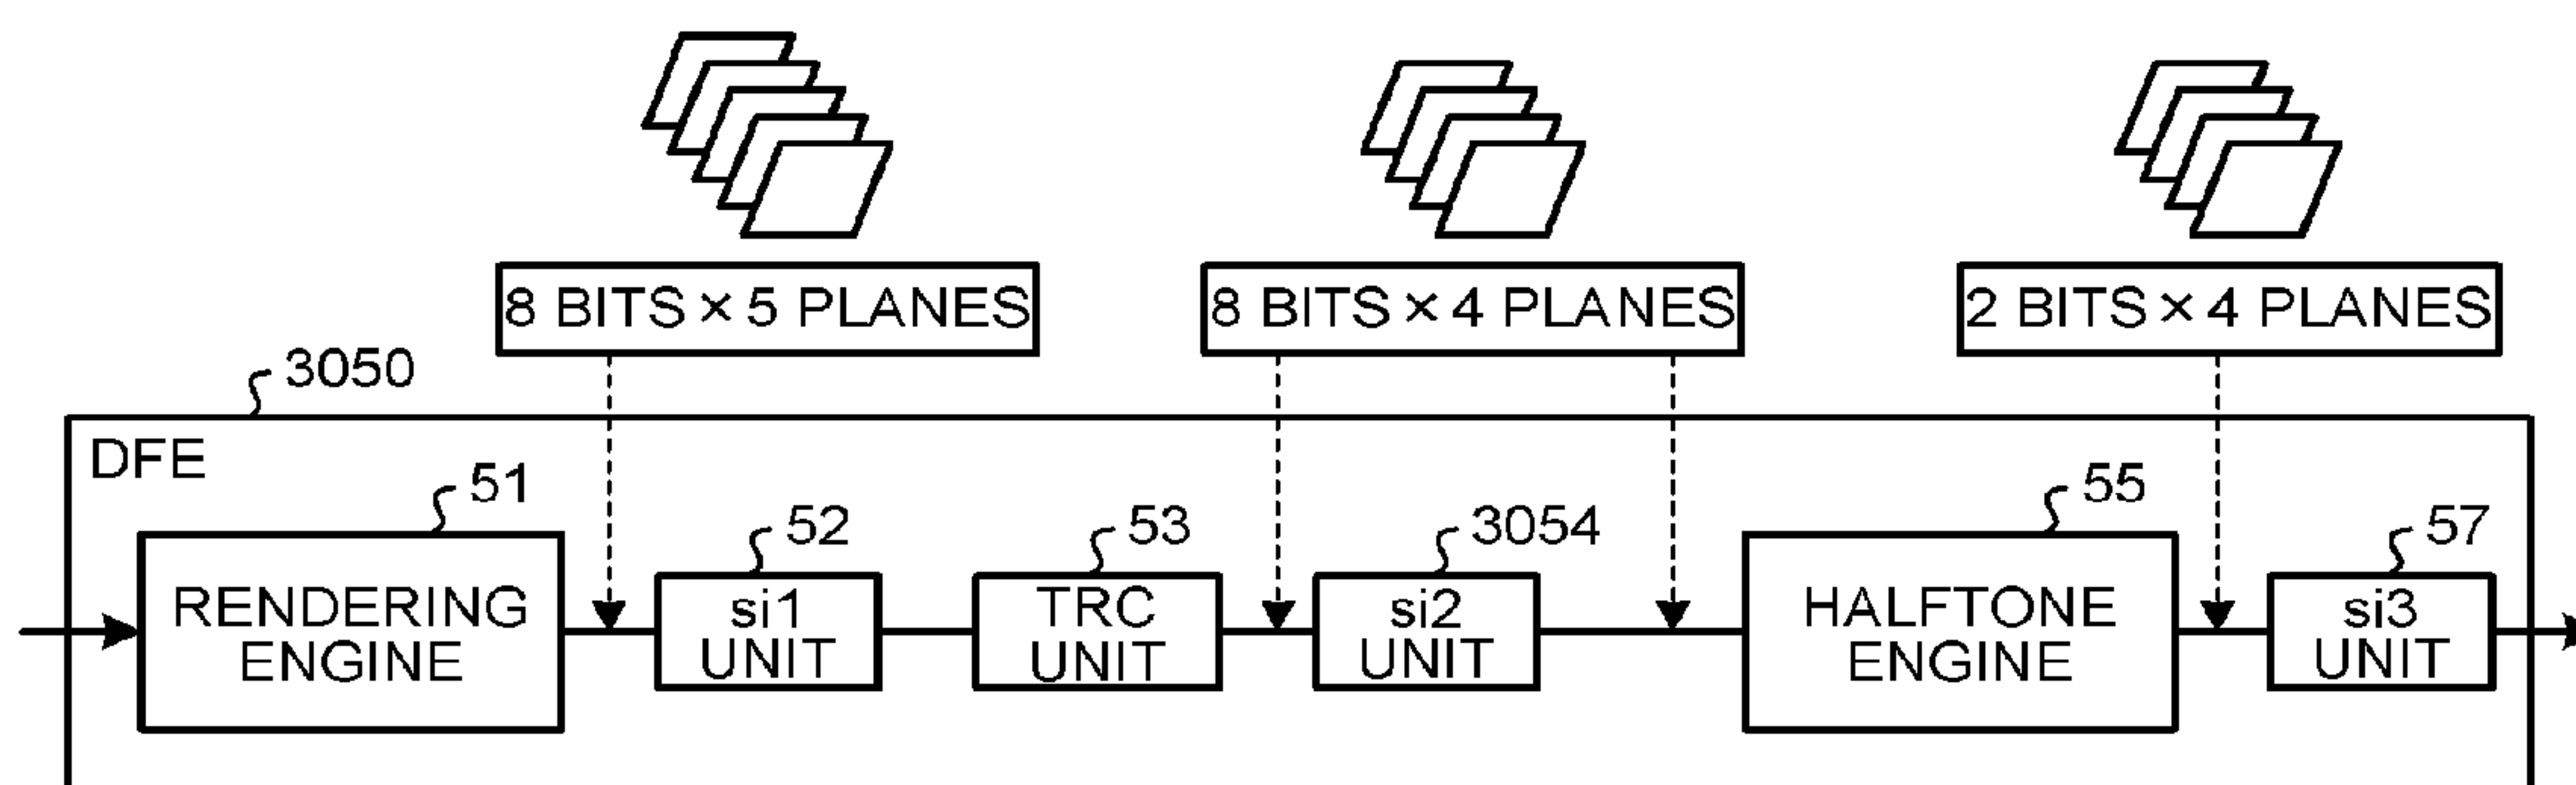 8 BITS × 5 PLANES
8 BITS × 4 PLANES
2 BITS × 4 PLANES
3050
DFE
51
52
53
3054
55
57
RENDERING
ENGINE
si1
UNIT
TRC
UNIT
si2
UNIT
HALFTONE
ENGINE
si3
UNIT